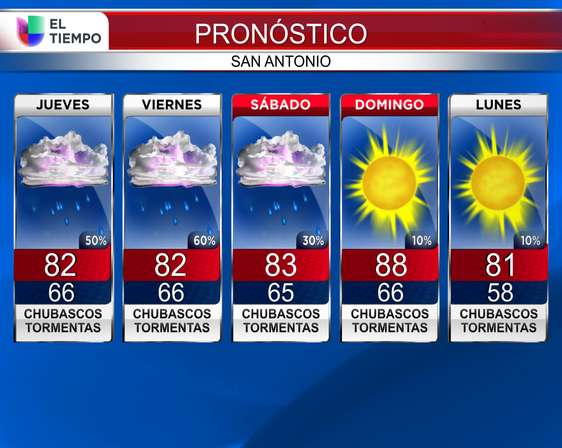 EL
TIEMPO
PRONÓSTICO
SAN ANTONIO
JUEVES
50%
82
66
CHUBASCOS
TORMENTAS
VIERNES
60%
82
66
CHUBASCOS
TORMENTAS
SÁBADO
30%
83
65
CHUBASCOS
TORMENTAS
DOMINGO
10%
88
66
CHUBASCOS
TORMENTAS
LUNES
10%
81
58
CHUBASCOS
TORMENTAS